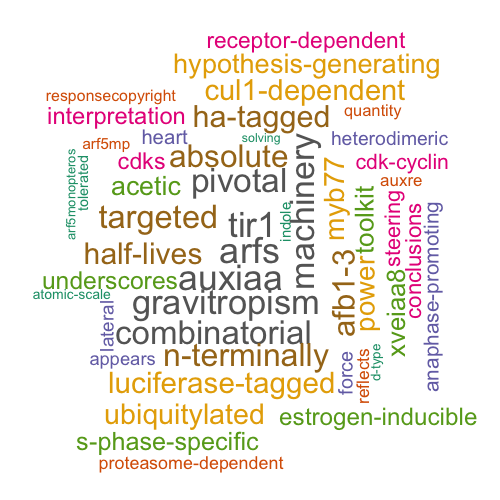 receptor-dependent
hypothesis-generating
cul1-dependent
responsecopyright
interpretation
ha-tagged
quantity
arf5mp
heart
solving
heterodimeric
cdks
absolute
cdk-cyclin
arf5monopteros
tolerated
acetic
pivotal
machinery
myb77
auxre
targeted
tir1
indole
toolkit
steering
half-lives
arfs
afb1-3
power
conclusions
underscores
auxiaa
xveiaa8
anaphase-promoting
atomic-scale
gravitropism
lateral
combinatorial
appears
n-terminally
force
reflects
d-type
luciferase-tagged
ubiquitylated
estrogen-inducible
s-phase-specific
proteasome-dependent